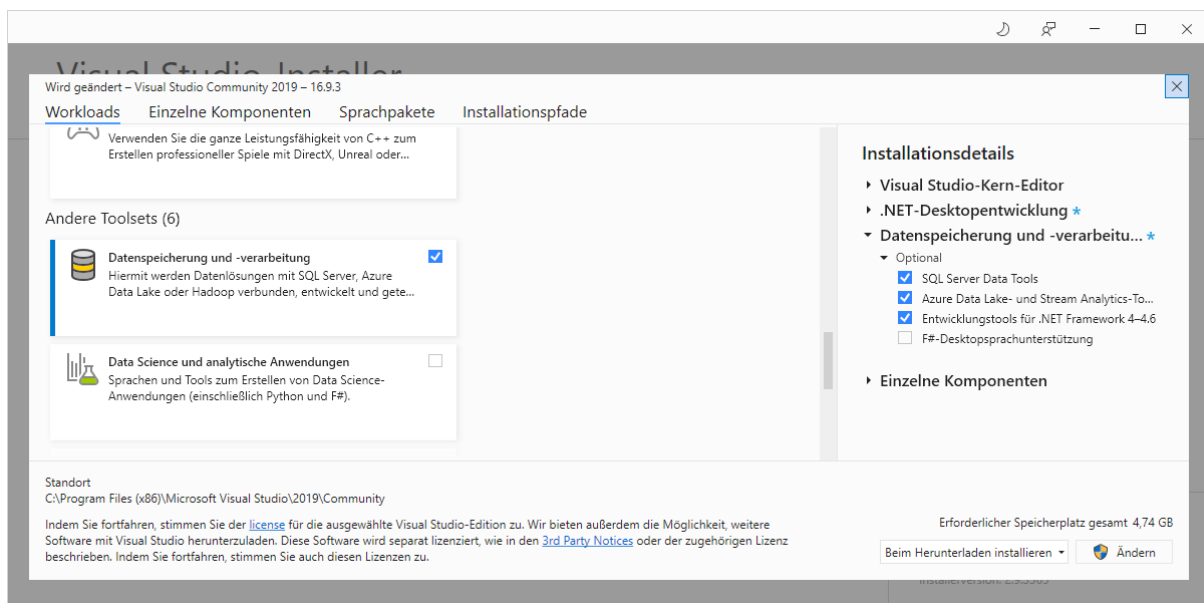 Visual Studio-Installer
Wird geändert – Visual Studio Community 2019 – 16.9.3
Workloads Einzelne Komponenten Sprachpakete Installationspfade
Verwenden Sie die ganze Leistungsfähigkeit von C++ zum
Erstellen professioneller Spiele mit DirectX, Unreal oder...
Andere Toolsets (6)
Datenspeicherung und -verarbeitung
Hiermit werden Datenlösungen mit SQL Server, Azure
Data Lake oder Hadoop verbunden, entwickelt und gete...
Data Science und analytische Anwendungen
Sprachen und Tools zum Erstellen von Data Science-
Anwendungen (einschließlich Python und F#).
Installationsdetails
Visual Studio-Kern-Editor
.NET-Desktopentwicklung *
Datenspeicherung und -verarbeitu... *
Optional
SQL Server Data Tools
Azure Data Lake- und Stream Analytics-To...
Entwicklungstools für .NET Framework 4–4.6
F#-Desktopsprachunterstützung
Einzelne Komponenten
Standort
C:\Program Files (x86)\Microsoft Visual Studio\2019\Community
Indem Sie fortfahren, stimmen Sie der license für die ausgewählte Visual Studio-Edition zu. Wir bieten außerdem die Möglichkeit, weitere
Software mit Visual Studio herunterzuladen. Diese Software wird separat lizenziert, wie in den 3rd Party Notices oder der zugehörigen Lizenz
beschrieben. Indem Sie fortfahren, stimmen Sie auch diesen Lizenzen zu.
Erforderlicher Speicherplatz gesamt 4,74 GB
Beim Herunterladen installieren
Ändern